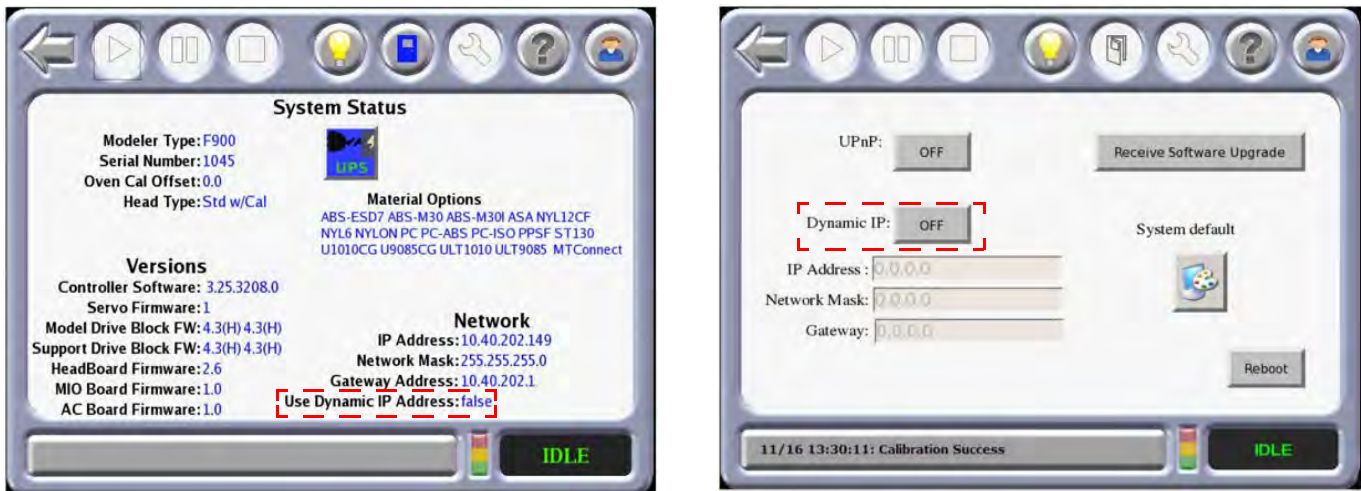 System Status
Modeler Type: F900
Serial Number: 1045
Oven Cal Offset: 0.0
Head Type: Std w/Cal
UPS
Material Options
ABS-ESD7 ABS-M30 ABS-M30I ASA NYL12CF
NYL6 NYLON PC PC-ABS PC-ISO PPSF ST130
U1010CG U9085CG ULT1010 ULT9085 MTConnect
Versions
Controller Software: 3.25.3208.0
Servo Firmware: 1
Model Drive Block FW: 4.3(H) 4.3(H)
Support Drive Block FW: 4.3(H) 4.3(H)
HeadBoard Firmware: 2.6
MIO Board Firmware: 1.0
AC Board Firmware: 1.0
Network
IP Address: 10.40.202.149
Network Mask: 255.255.255.0
Gateway Address: 10.40.202.1
Use Dynamic IP Address: false
IDLE
UPnP: OFF
Receive Software Upgrade
Dynamic IP: OFF
System default
IP Address : 0.0.0.0
Network Mask: 0.0.0.0
Gateway: 0.0.0.0
Reboot
11/16 13:30:11: Calibration Success
IDLE